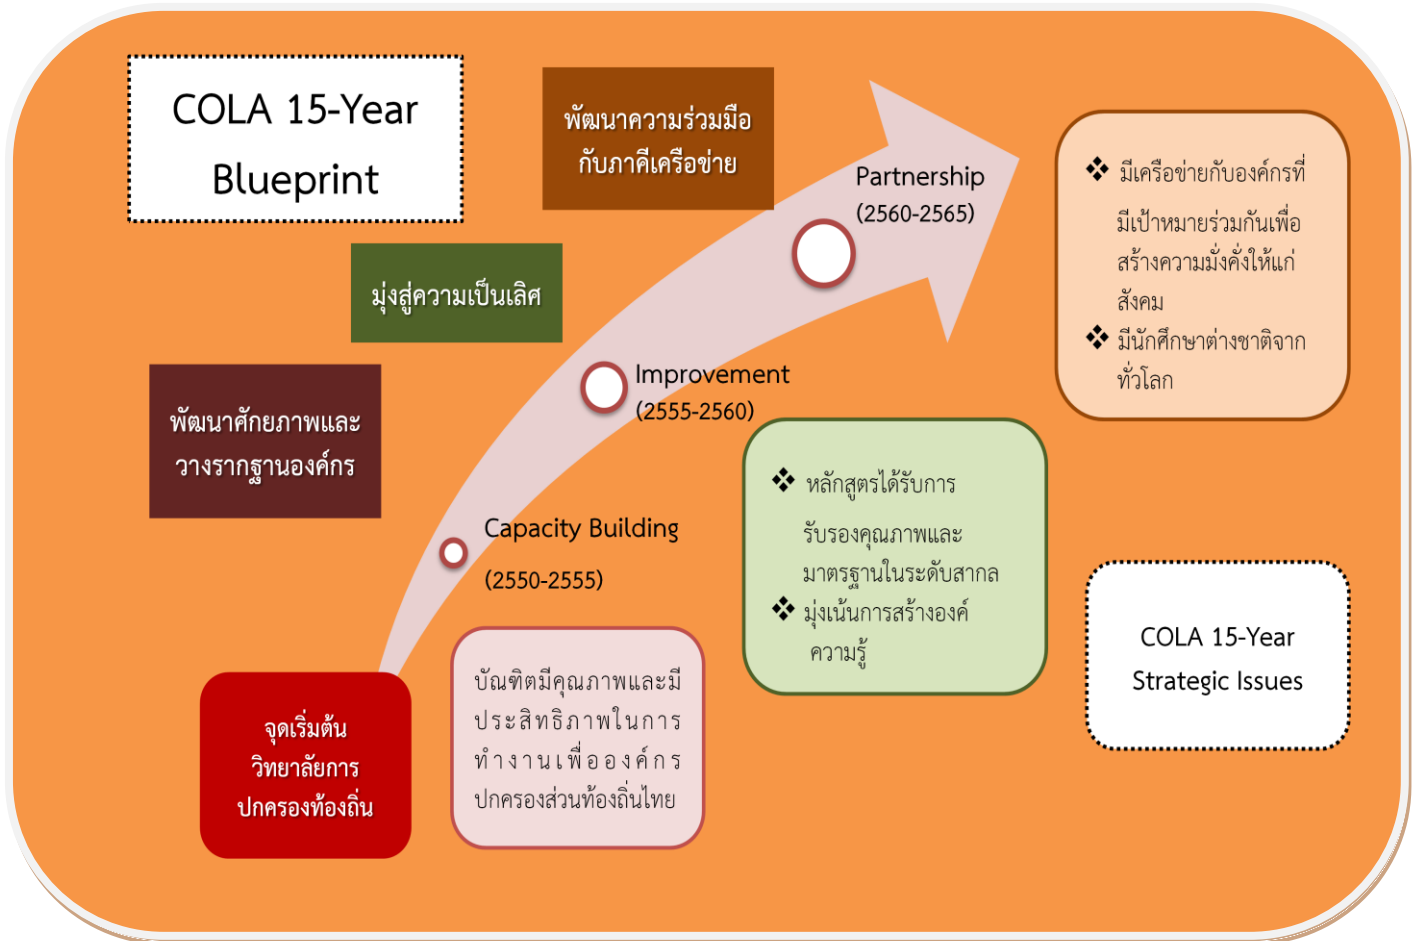 COLA 15-Year
Blueprint
พัฒนาความร่วมมือ
กับภาคีเครือข่าย
Partnership
(2560-2565)
❖ มีเครือข่ายกับองค์กรที่
มีเป้าหมายร่วมกันเพื่อ
สร้างความมั่งคั่งให้แก่
สังคม
❖ มีนักศึกษาต่างชาติจาก
ทั่วโลก
มุ่งสู่ความเป็นเลิศ
Improvement
(2555-2560)
พัฒนาศักยภาพและ
วางรากฐานองค์กร
❖ หลักสูตรได้รับการ
รับรองคุณภาพและ
มาตรฐานในระดับสากล
❖ มุ่งเน้นการสร้างองค์
ความรู้
Capacity Building
(2550-2555)
COLA 15-Year
Strategic Issues
จุดเริ่มต้น
วิทยาลัยการ
ปกครองท้องถิ่น
บัณฑิตมีคุณภาพและมี
ประสิทธิภาพในการ
ทำงานเพื่อองค์กร
ปกครองส่วนท้องถิ่นไทย